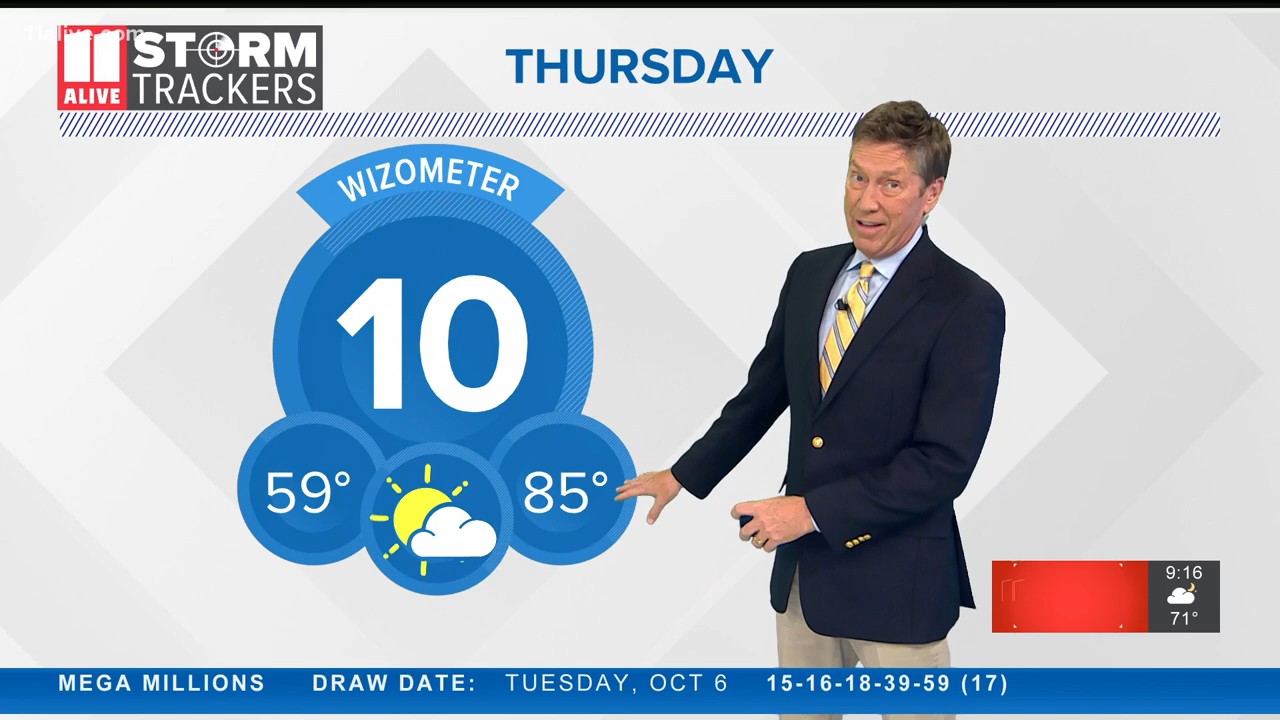 11alive.com
11 ALIVE STORM TRACKERS
THURSDAY
WIZOMETER
10
59°
85°
9:16
71°
MEGA MILLIONS DRAW DATE: TUESDAY, OCT 6 15-16-18-39-59 (17)